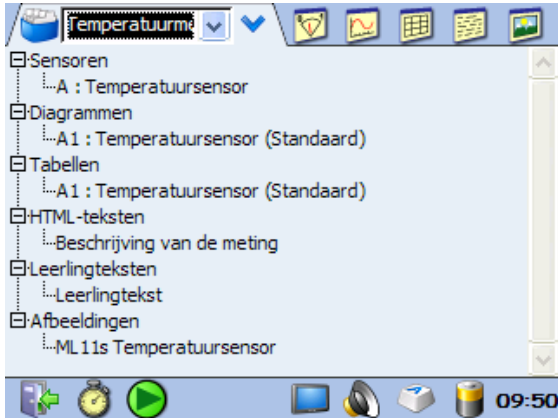 Temperatuurme
Sensoren
A : Temperatuursensor
Diagrammen
A1 : Temperatuursensor (Standaard)
Tabellen
A1 : Temperatuursensor (Standaard)
HTML-teksten
Beschrijving van de meting
Leerlingteksten
Leerlingtekst
Afbeeldingen
ML11s Temperatuursensor
09:50